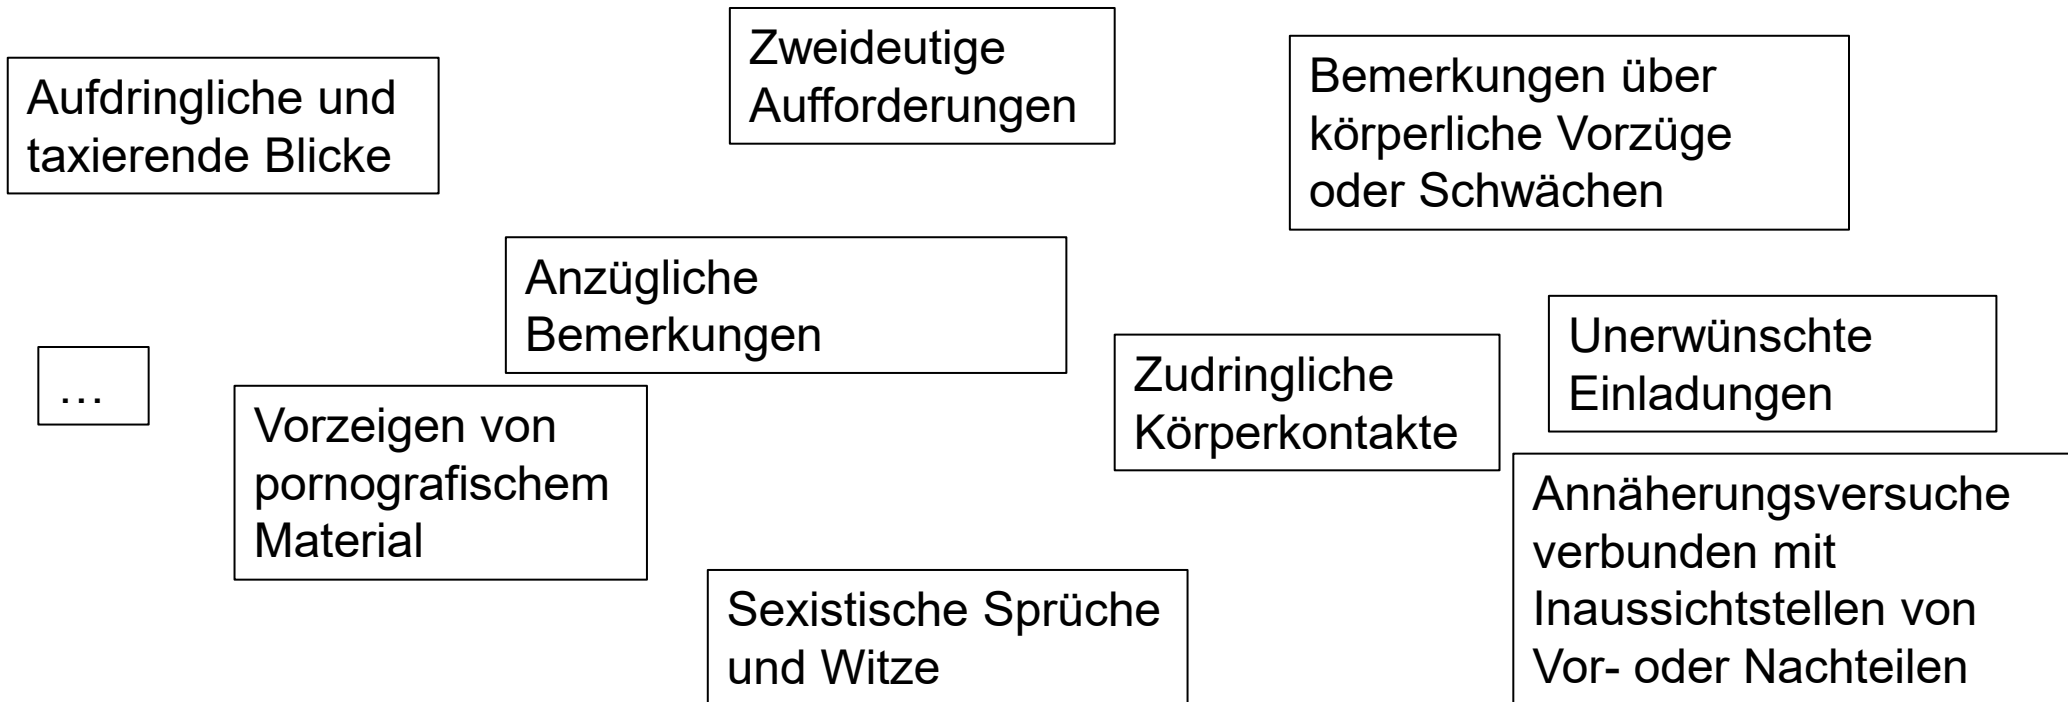 Aufdringliche und
taxierende Blicke
Zweideutige
Aufforderungen
Bemerkungen über
körperliche Vorzüge
oder Schwächen
Anzügliche
Bemerkungen
...
Vorzeigen von
pornografischem
Material
Zudringliche
Körperkontakte
Unerwünschte
Einladungen
Sexistische Sprüche
und Witze
Annäherungsversuche
verbunden mit
Inaussichtstellen von
Vor- oder Nachteilen